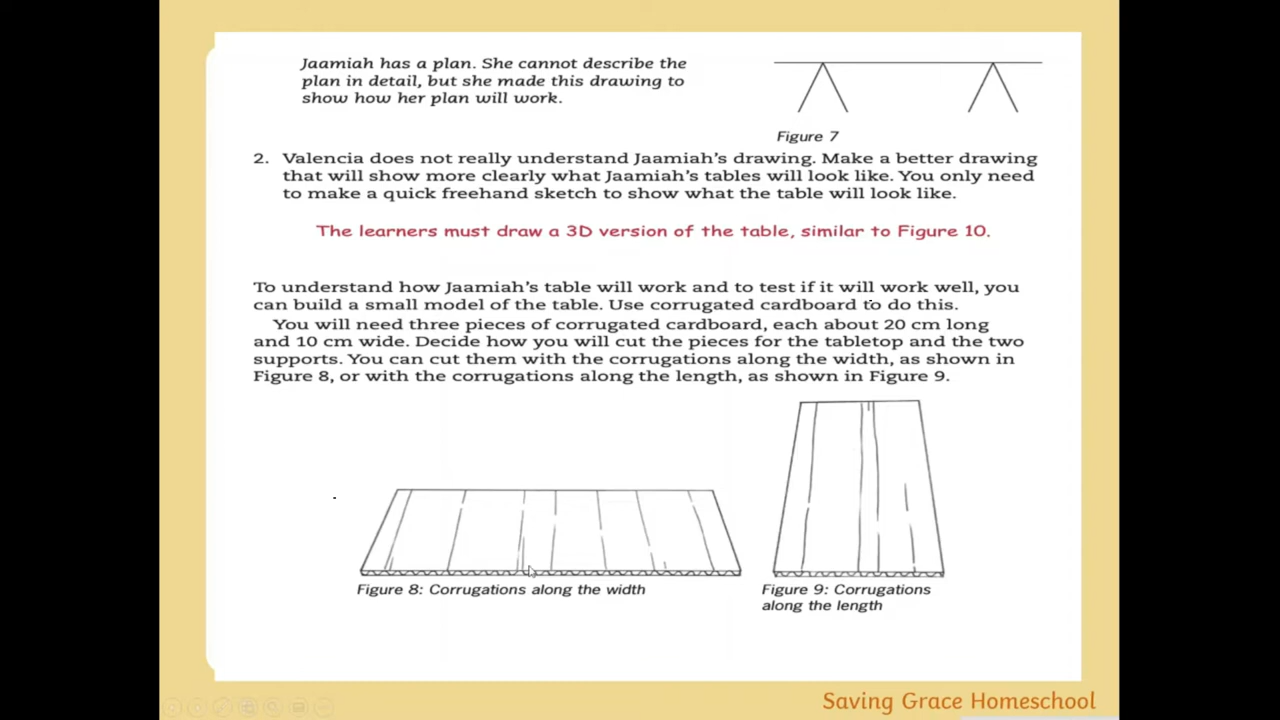 Jaamiah has a plan. She cannot describe the
plan in detail, but she made this drawing to
show how her plan will work.
Figure 7
2. Valencia does not really understand Jaamiah's drawing. Make a better drawing
that will show more clearly what Jaamiah's tables will look like. You only need
to make a quick freehand sketch to show what the table will look like.
The learners must draw a 3D version of the table, similar to Figure 10.
To understand how Jaamiah's table will work and to test if it will work well, you
can build a small model of the table. Use corrugated cardboard to do this.
You will need three pieces of corrugated cardboard, each about 20 cm long
and 10 cm wide. Decide how you will cut the pieces for the tabletop and the two
supports. You can cut them with the corrugations along the width, as shown in
Figure 8, or with the corrugations along the length, as shown in Figure 9.
Figure 8: Corrugations along the width
Figure 9: Corrugations
along the length
Saving Grace Homeschool